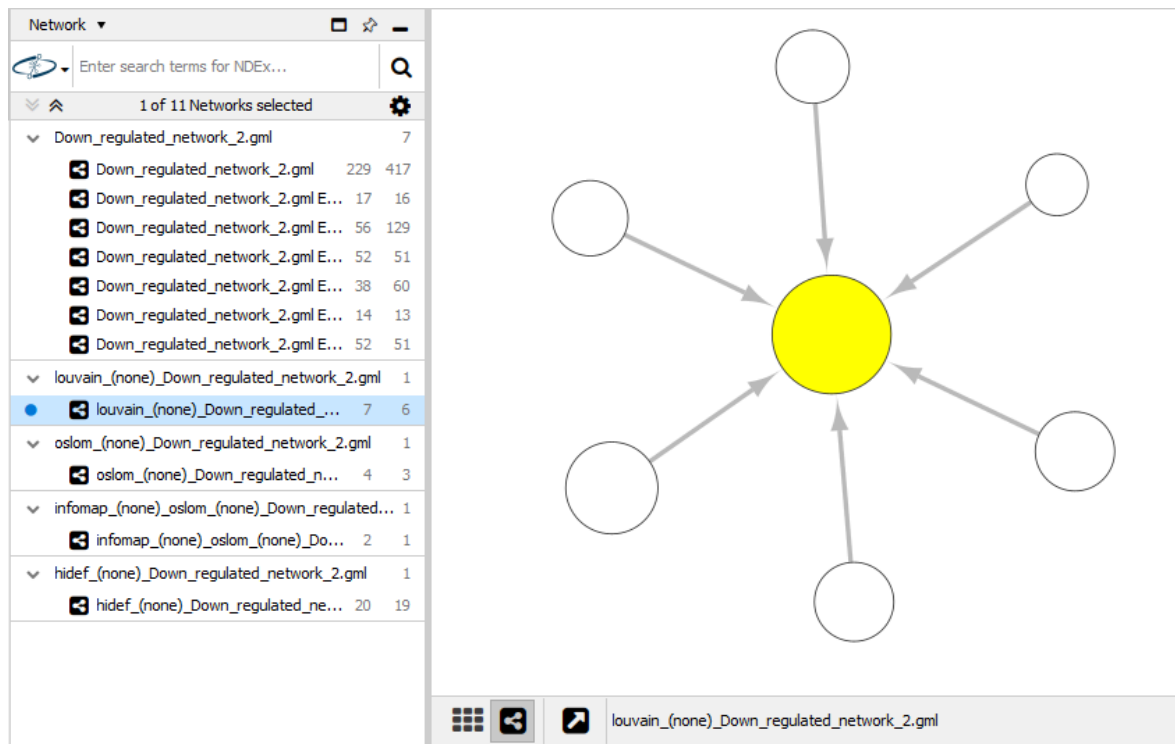 Network ▼
Enter search terms for NDEx...
1 of 11 Networks selected
Down_regulated_network_2.gml 7
Down_regulated_network_2.gml 229 417
Down_regulated_network_2.gml E... 17 16
Down_regulated_network_2.gml E... 56 129
Down_regulated_network_2.gml E... 52 51
Down_regulated_network_2.gml E... 38 60
Down_regulated_network_2.gml E... 14 13
Down_regulated_network_2.gml E... 52 51
louvain_(none)_Down_regulated_network_2.gml 1
louvain_(none)_Down_regulated_... 7 6
oslom_(none)_Down_regulated_network_2.gml 1
oslom_(none)_Down_regulated_n... 4 3
infomap_(none)_oslom_(none)_Down_regulated... 1
infomap_(none)_oslom_(none)_Do... 2 1
hidef_(none)_Down_regulated_network_2.gml 1
hidef_(none)_Down_regulated_ne... 20 19
louvain_(none)_Down_regulated_network_2.gml